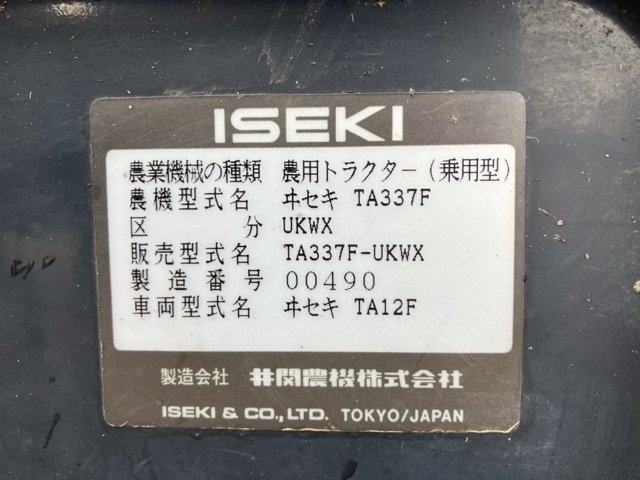 ISEKI
農業機械の種類 農用トラクター(乗用型)
農機型式名 ヰセキ TA337F
区分 UKWX
販売型式名 TA337F-UKWX
製造番号 00490
車両型式名 ヰセキ TA12F
製造会社 井関農機株式会社
ISEKI & CO., LTD. TOKYO/JAPAN